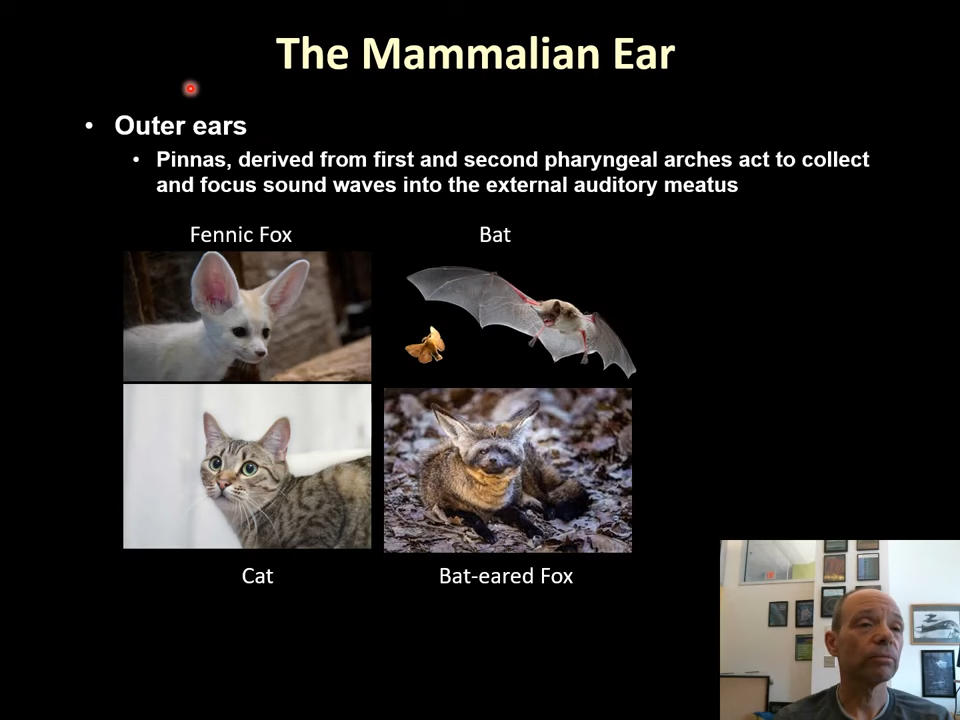 The Mammalian Ear
• Outer ears
• Pinnas, derived from first and second pharyngeal arches act to collect
and focus sound waves into the external auditory meatus
Fennic Fox
Bat
Cat
Bat-eared Fox